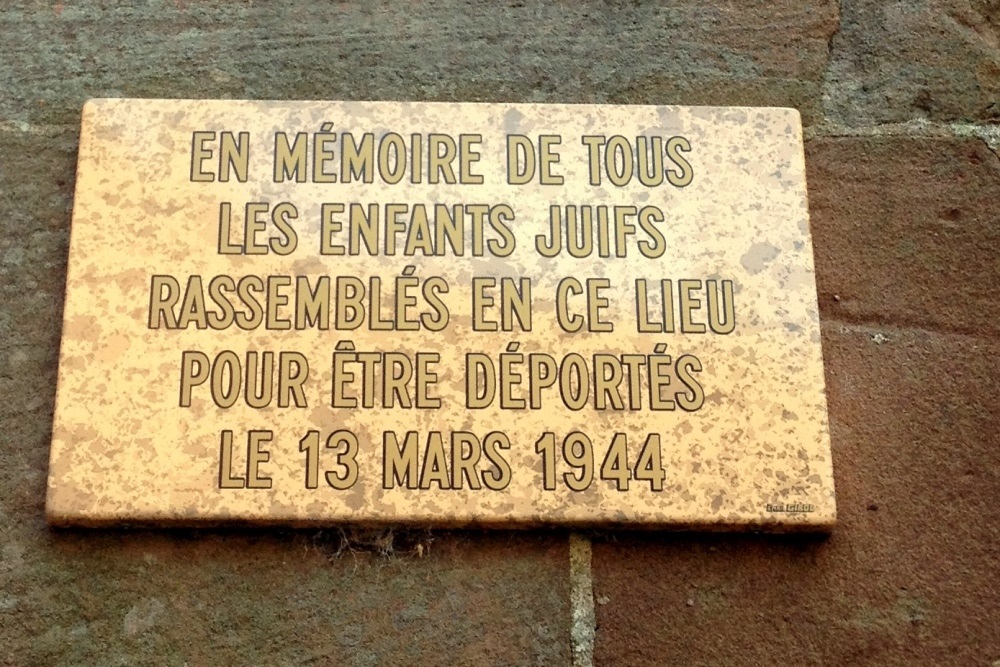 EN MÉMOIRE DE TOUS
LES ENFANTS JUIFS
RASSEMBLÉS EN CE LIEU
POUR ÊTRE DÉPORTÉS
LE 13 MARS 1944